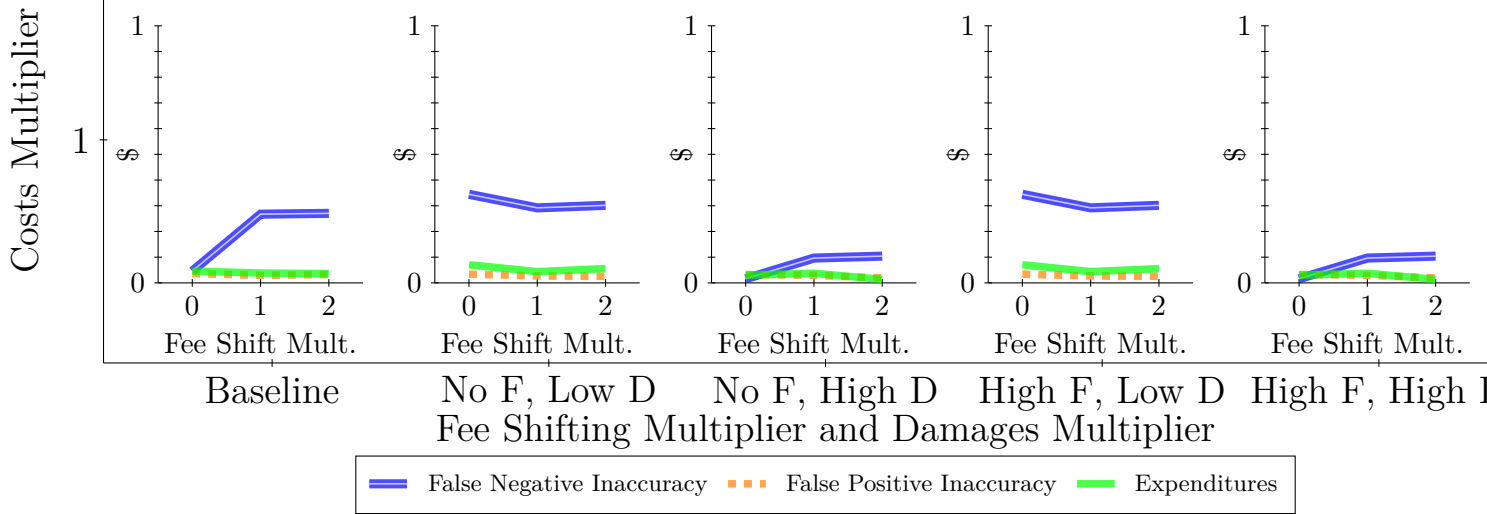 Costs Multiplier
1
1
$
0
0 1 2
Fee Shift Mult.
1
$
0
0 1 2
Fee Shift Mult.
1
$
0
0 1 2
Fee Shift Mult.
1
$
0
0 1 2
Fee Shift Mult.
1
$
0
0 1 2
Fee Shift Mult.
Baseline
No F, Low D
No F, High D
High F, Low D
High F, High
Fee Shifting Multiplier and Damages Multiplier
False Negative Inaccuracy
False Positive Inaccuracy
Expenditures